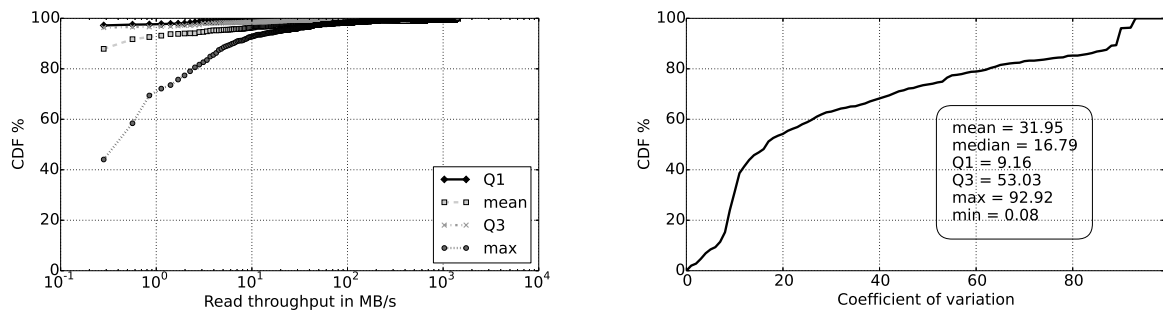 100
80
60
40
20
0
CDF %
10^-1
10^0
10^1
10^2
10^3
10^4
Read throughput in MB/s
Q1
mean
Q3
max
100
80
60
40
20
0
CDF %
0
20
40
60
80
Coefficient of variation
mean = 31.95
median = 16.79
Q1 = 9.16
Q3 = 53.03
max = 92.92
min = 0.08